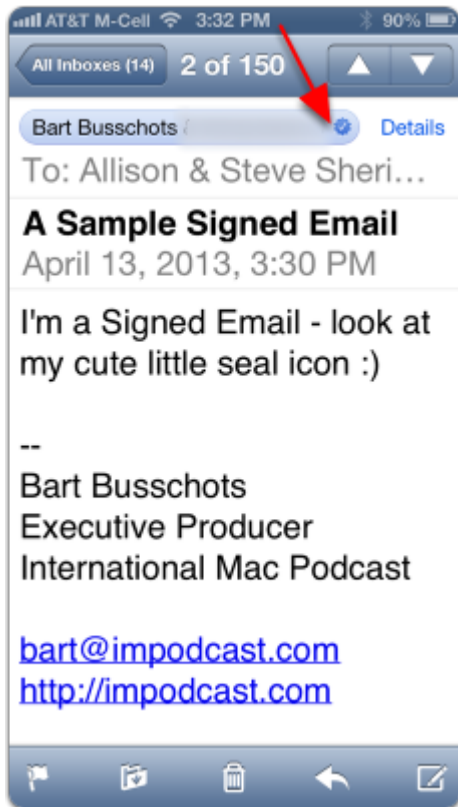 AT&T M-Cell 3:32 PM 90%
All Inboxes (14) 2 of 150
Bart Busschots Details
To: Allison & Steve Sheri...
A Sample Signed Email
April 13, 2013, 3:30 PM
I'm a Signed Email - look at
my cute little seal icon :)
--
Bart Busschots
Executive Producer
International Mac Podcast
bart@impodcast.com
http://impodcast.com